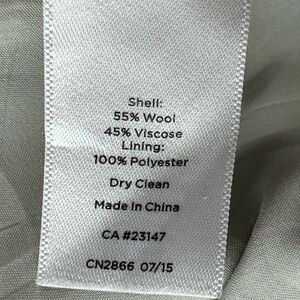 Shell:
55% Wool
45% Viscose
Lining:
100% Polyester
Dry Clean
Made in China
CA #23147
CN2866 07/15